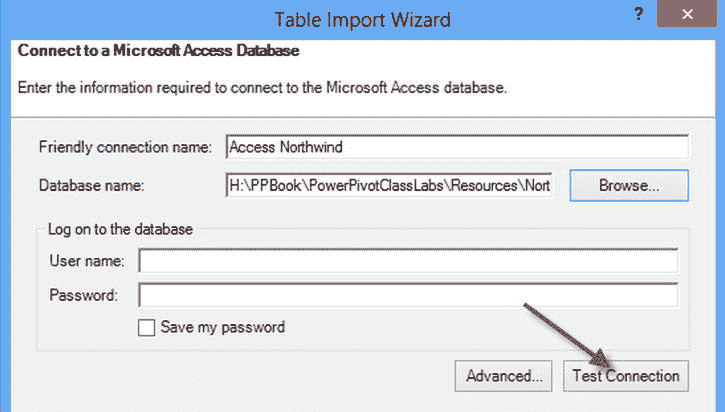 Table Import Wizard
?
x
Connect to a Microsoft Access Database
Enter the information required to connect to the Microsoft Access database.
Friendly connection name: Access Northwind
Database name: H:\PPBook\PowerPivotClassLabs\Resources\Nort Browse...
Log on to the database
User name:
Password:
Save my password
Advanced... Test Connection